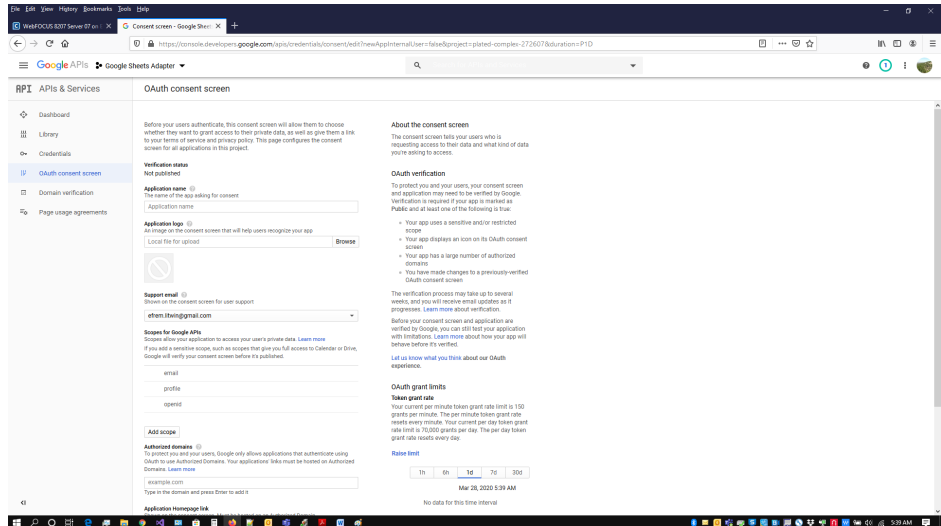 File Edit View History Bookmarks Tools Help
WebFOCUS 8207 Server 07 on
Consent screen - Google Sheet
https://console.developers.google.com/apis/credentials/consent/edit?newAppInternalUser=false&project=plated-complex-272607&duration=P1D
Google APIs
Google Sheets Adapter
API APIs & Services
OAuth consent screen
Dashboard
Library
Credentials
OAuth consent screen
Domain verification
Page usage agreements
Before your users authenticate, this consent screen will allow them to choose
whether they want to grant access to their private data, as well as give them a link
to your terms of service and privacy policy. This page configures the consent
screen for all applications in this project.
Verification status
Not published
Application name
The name of the app asking for consent
Application name
Application logo
An image on the consent screen that will help users recognize your app
Local file for upload
Browse
Support email
Shown on the consent screen for user support
efrem.litwin@gmail.com
Scopes for Google APIs
Scopes allow your application to access your user's private data. Learn more
If you add a sensitive scope, such as scopes that give you full access to Calendar or Drive,
Google will verify your consent screen before it's published.
email
profile
openid
Add scope
Authorized domains
To protect you and your users, Google only allows applications that authenticate using
OAuth to use Authorized Domains. Your applications' links must be hosted on Authorized
Domains. Learn more
example.com
Type in the domain and press Enter to add it
Application Homepage link
About the consent screen
The consent screen tells your users who is
requesting access to their data and what kind of data
you're asking to access.
OAuth verification
To protect you and your users, your consent screen
and application may need to be verified by Google.
Verification is required if your app is marked as
Public and at least one of the following is true:
Your app uses a sensitive and/or restricted
scope
Your app displays an icon on its OAuth consent
screen
Your app has a large number of authorized
domains
You have made changes to a previously-verified
OAuth consent screen
The verification process may take up to several
weeks, and you will receive email updates as it
progresses. Learn more about verification.
Before your consent screen and application are
verified by Google, you can still test your application
with limitations. Learn more about how your app will
behave before it's verified.
Let us know what you think about our OAuth
experience.
OAuth grant limits
Token grant rate
Your current per minute token grant rate limit is 150
grants per minute. The per minute token grant rate
resets every minute. Your current per day token grant
rate limit is 70,000 grants per day. The per day token
grant rate resets every day.
Raise limit
1h 6h 1d 7d 30d
Mar 28, 2020 5:39 AM
No data for this time interval
5:39 AM